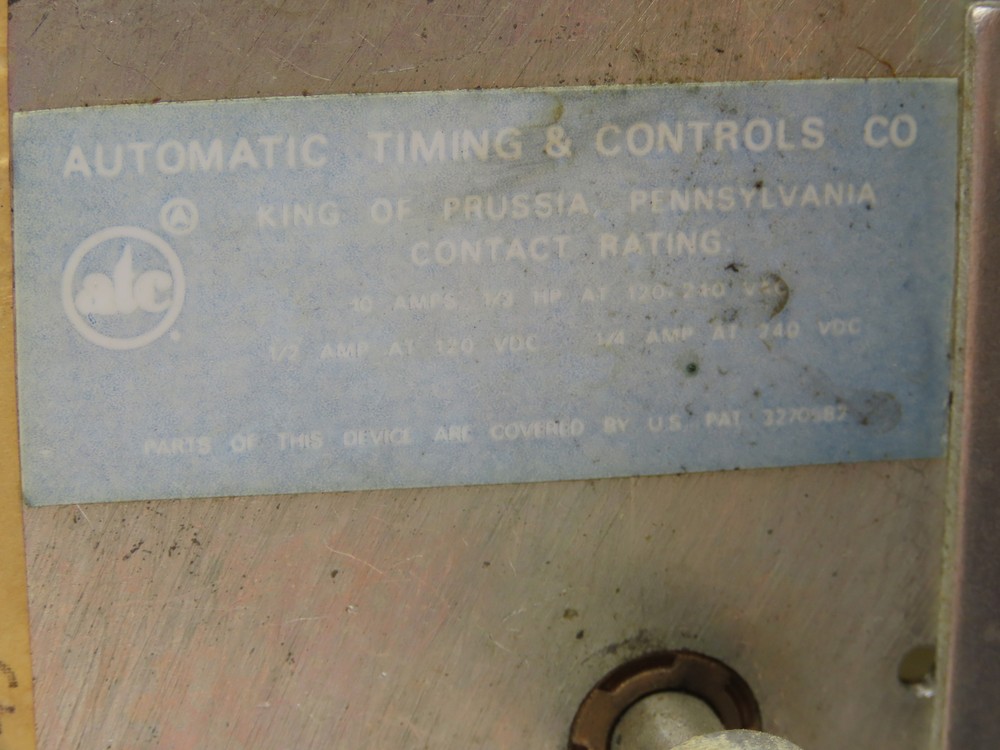 AUTOMATIC TIMING & CONTROLS CO
A
KING OF PRUSSIA, PENNSYLVANIA
CONTACT RATING
atc
10 AMPS, 1/3 HP AT 120-240 VAC
1/2 AMP AT 120 VDC 1/4 AMP AT 240 VDC
PARTS OF THIS DEVICE ARE COVERED BY U.S. PAT